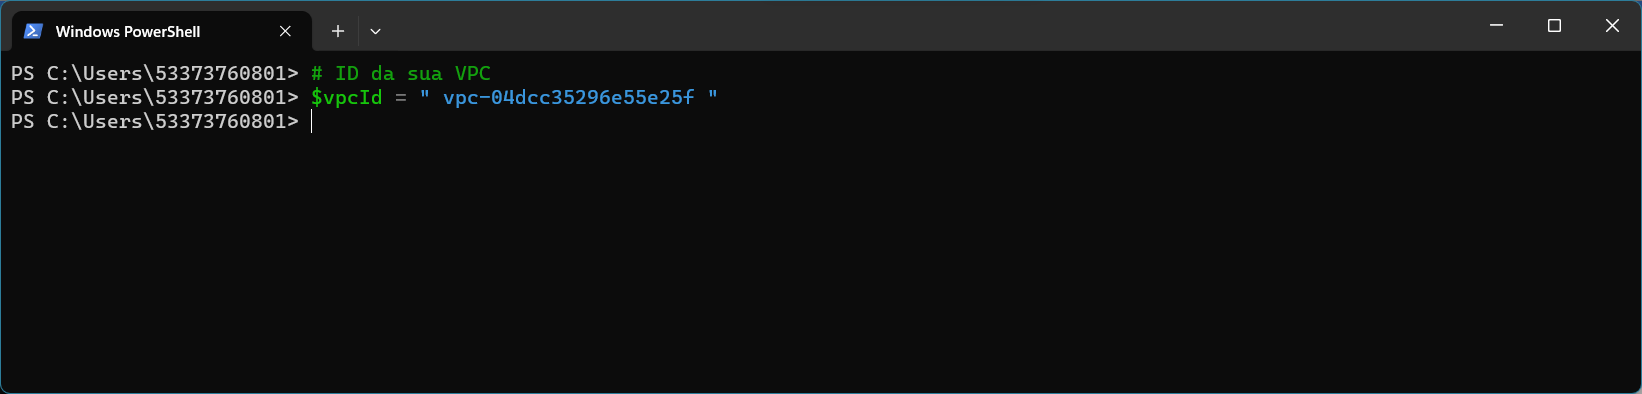 Windows PowerShell
PS C:\Users\53373760801> # ID da sua VPC
PS C:\Users\53373760801> $vpcId = " vpc-04dcc35296e55e25f "
PS C:\Users\53373760801>